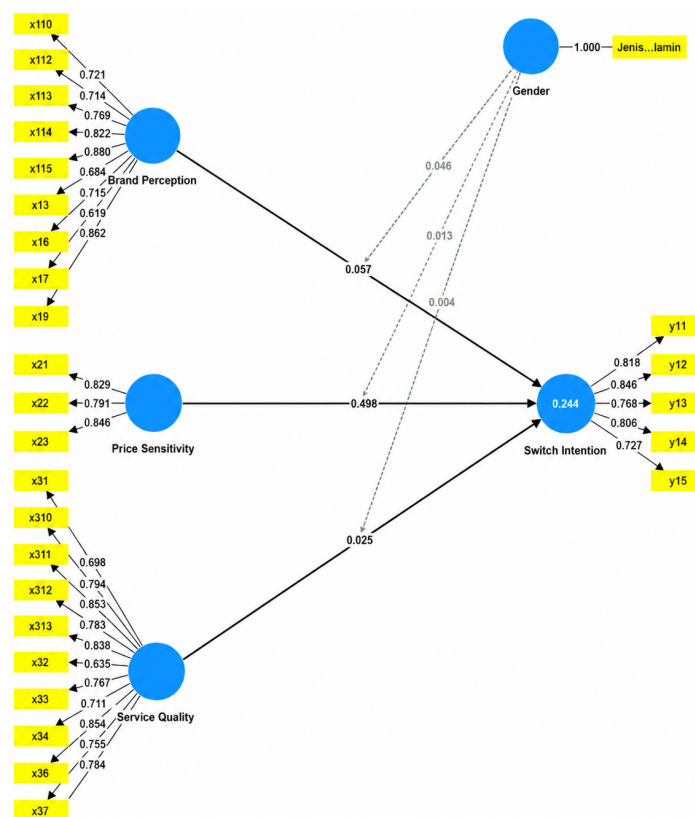 x110
x112
x113
x114
x115
x13
x16
x17
x19
0.721
0.714
0.769
0.822
0.880
0.684
0.715
0.619
0.862
Brand Perception
1.000
Jenis...lamin
Gender
0.046
0.013
0.004
0.057
x21
x22
x23
0.829
0.791
0.846
Price Sensitivity
0.498
0.244
Switch Intention
y11
y12
y13
y14
y15
0.818
0.846
0.768
0.806
0.727
x31
x310
x311
x312
x313
x32
x33
x34
x36
x37
0.698
0.794
0.853
0.783
0.838
0.635
0.767
0.711
0.854
0.755
0.784
Service Quality
0.025